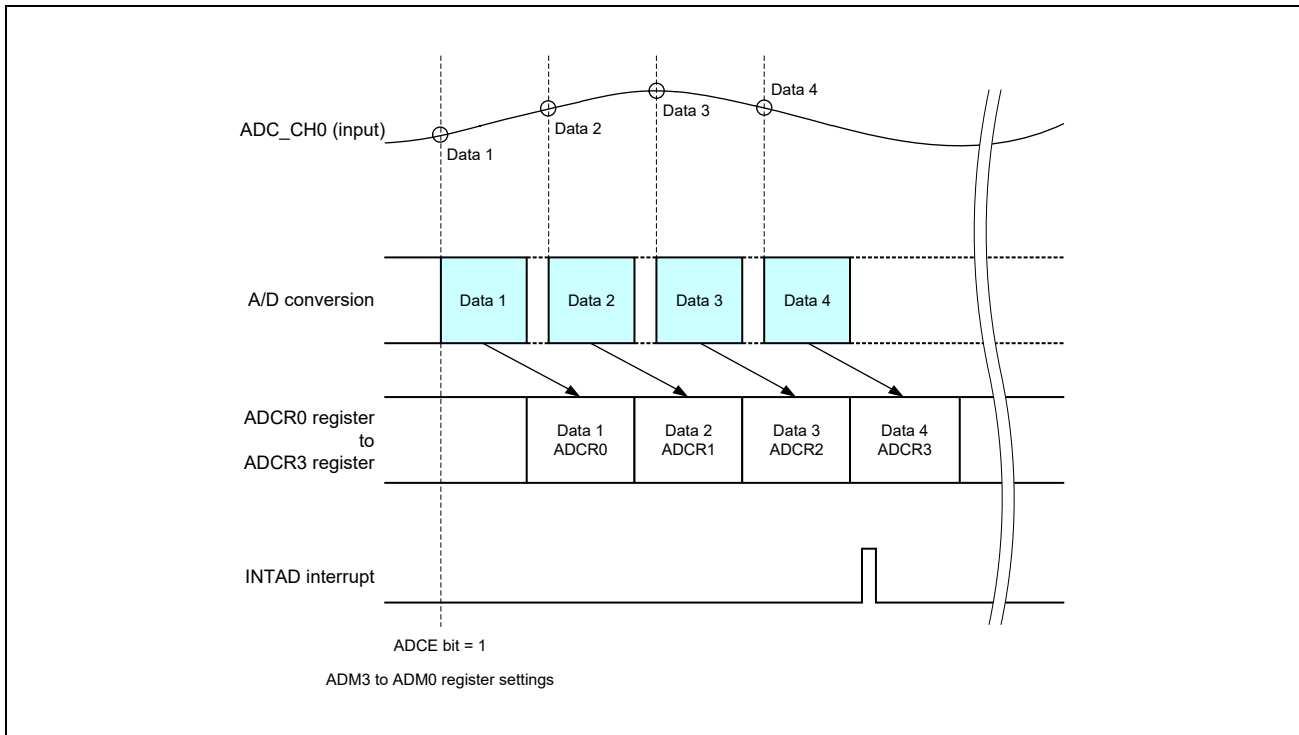 ADC_CH0 (input)
Data 1
Data 2
Data 3
Data 4
A/D conversion
Data 1
Data 2
Data 3
Data 4
ADCR0 register
to
ADCR3 register
Data 1
ADCR0
Data 2
ADCR1
Data 3
ADCR2
Data 4
ADCR3
INTAD interrupt
ADCE bit = 1
ADM3 to ADM0 register settings